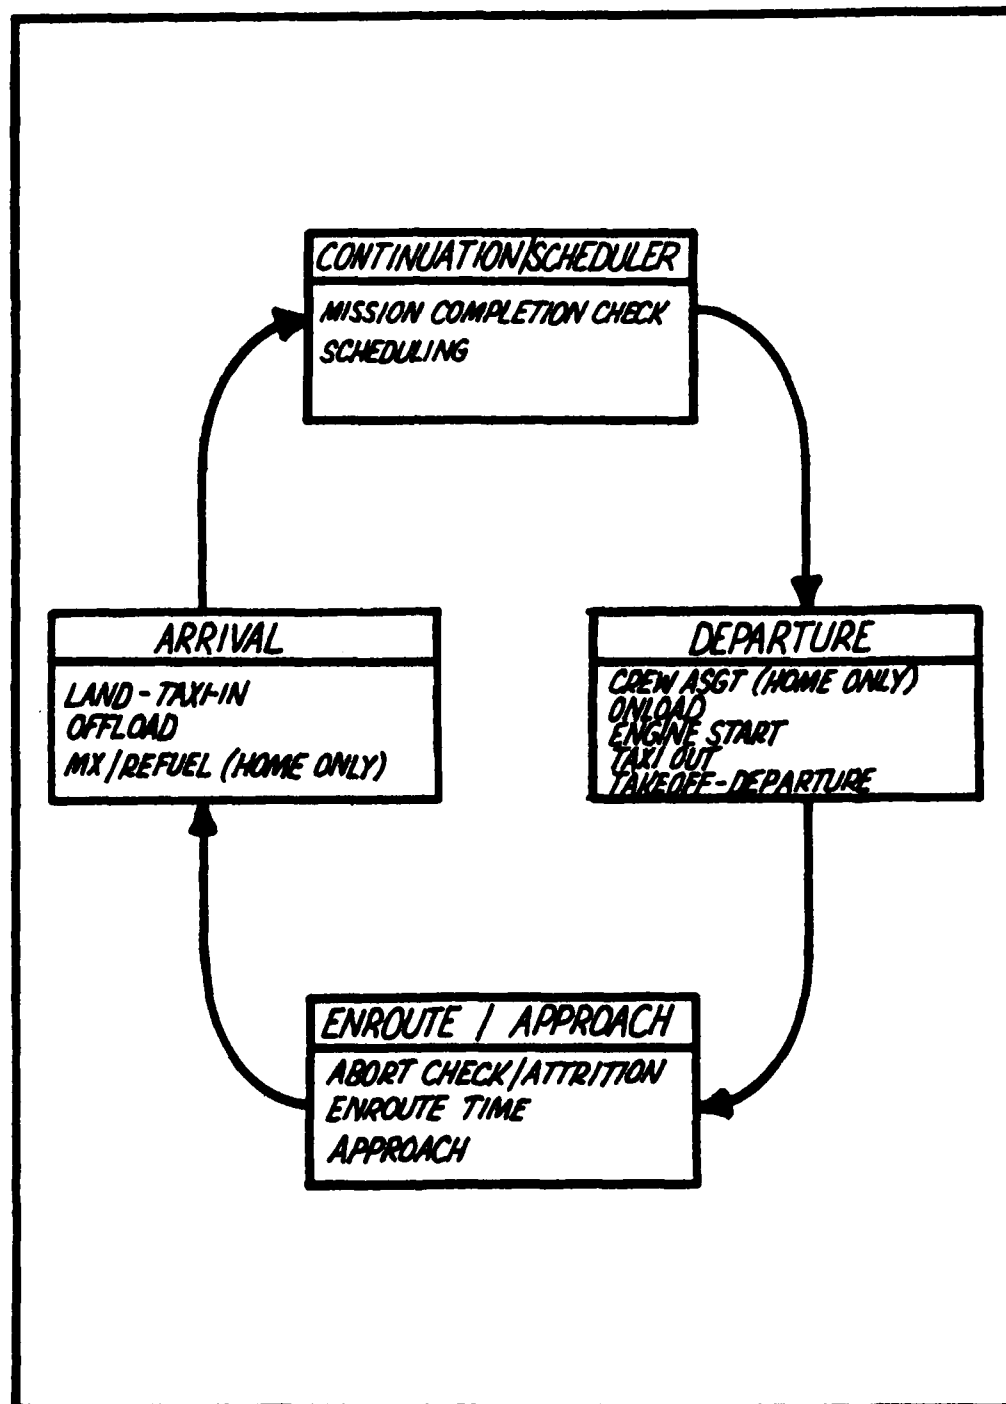 CONTINUATION/SCHEDULER
MISSION COMPLETION CHECK
SCHEDULING
ARRIVAL
LAND-TAXI-IN
OFFLOAD
MX/REFUEL (HOME ONLY)
DEPARTURE
CREW ASGT (HOME ONLY)
ONLOAD
ENGINE START
TAXI OUT
TAKEOFF-DEPARTURE
ENROUTE / APPROACH
ABORT CHECK/ATTRITION
ENROUTE TIME
APPROACH